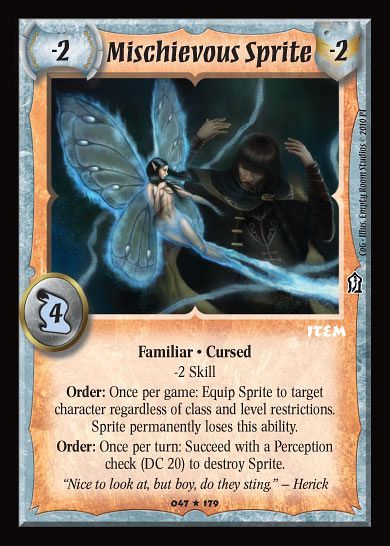 -2 Mischievous Sprite -2
Cog • Illus. Empty Room Studios © 2010 PI
4
ITEM
Familiar • Cursed
-2 Skill
Order: Once per game: Equip Sprite to target
character regardless of class and level restrictions.
Sprite permanently loses this ability.
Order: Once per turn: Succeed with a Perception
check (DC 20) to destroy Sprite.
“Nice to look at, but boy, do they sting.” – Herick
047 ★ 179